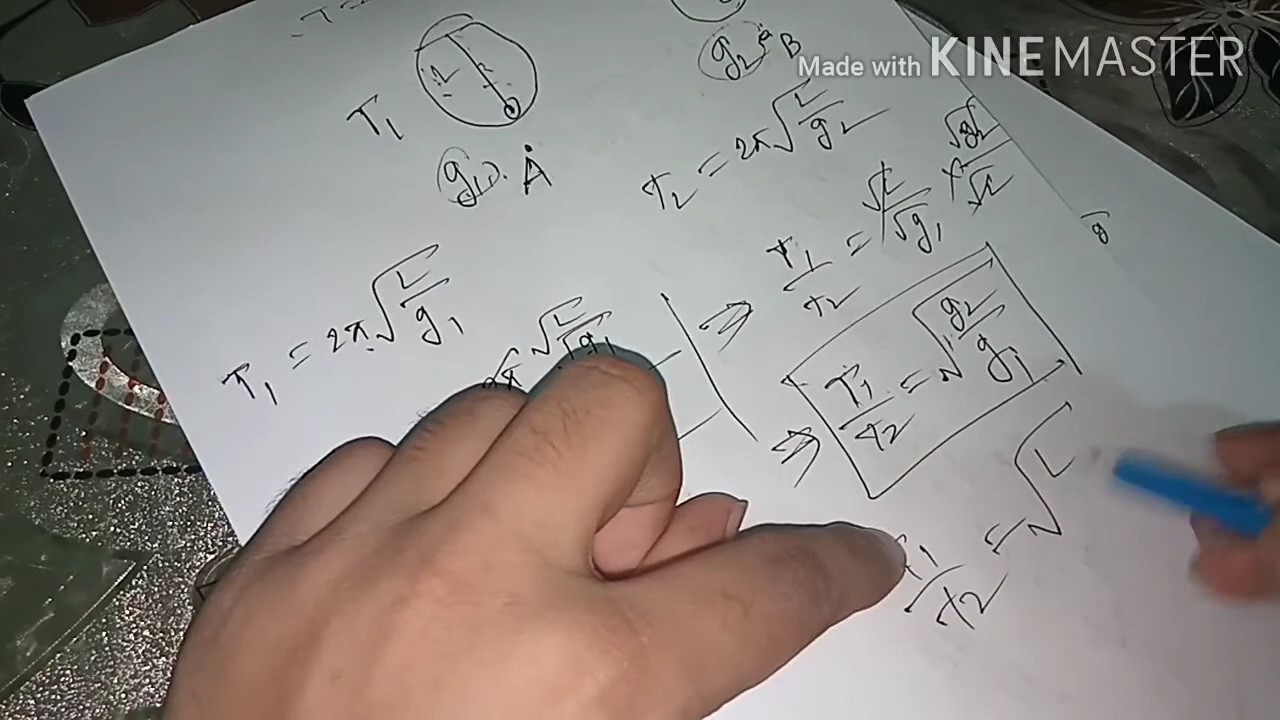 Made with KINEMASTER
T₁
g₁. A
g₂ B
T₂ = 2π√(L/g₂)
T₁ = 2π√(L/g₁)
⇒ T₁/T₂ = √L/√g₁ × √g₂/√L
⇒ T₁/T₂ = √(g₂/g₁)
T₁/T₂ = √L